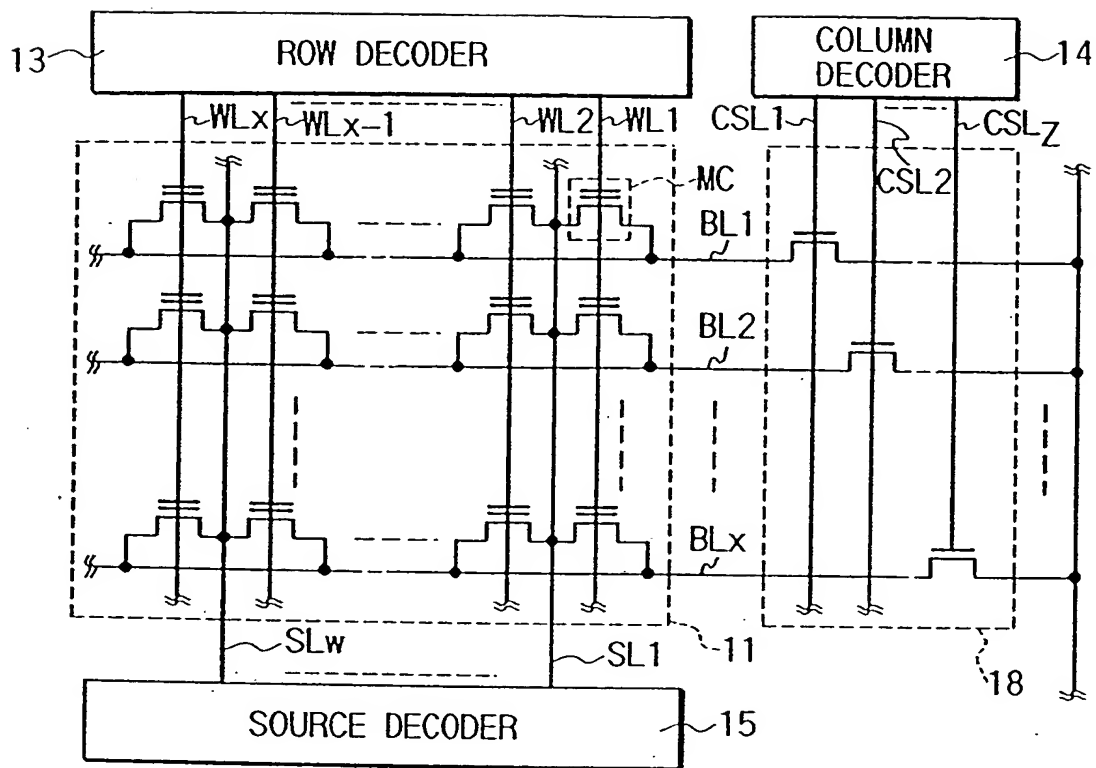 13
ROW DECODER
COLUMN DECODER
14
WLx
WLx-1
WL2
WL1
CSL1
CSL2
CSLZ
MC
BL1
BL2
BLx
SLw
SL1
11
18
SOURCE DECODER
15